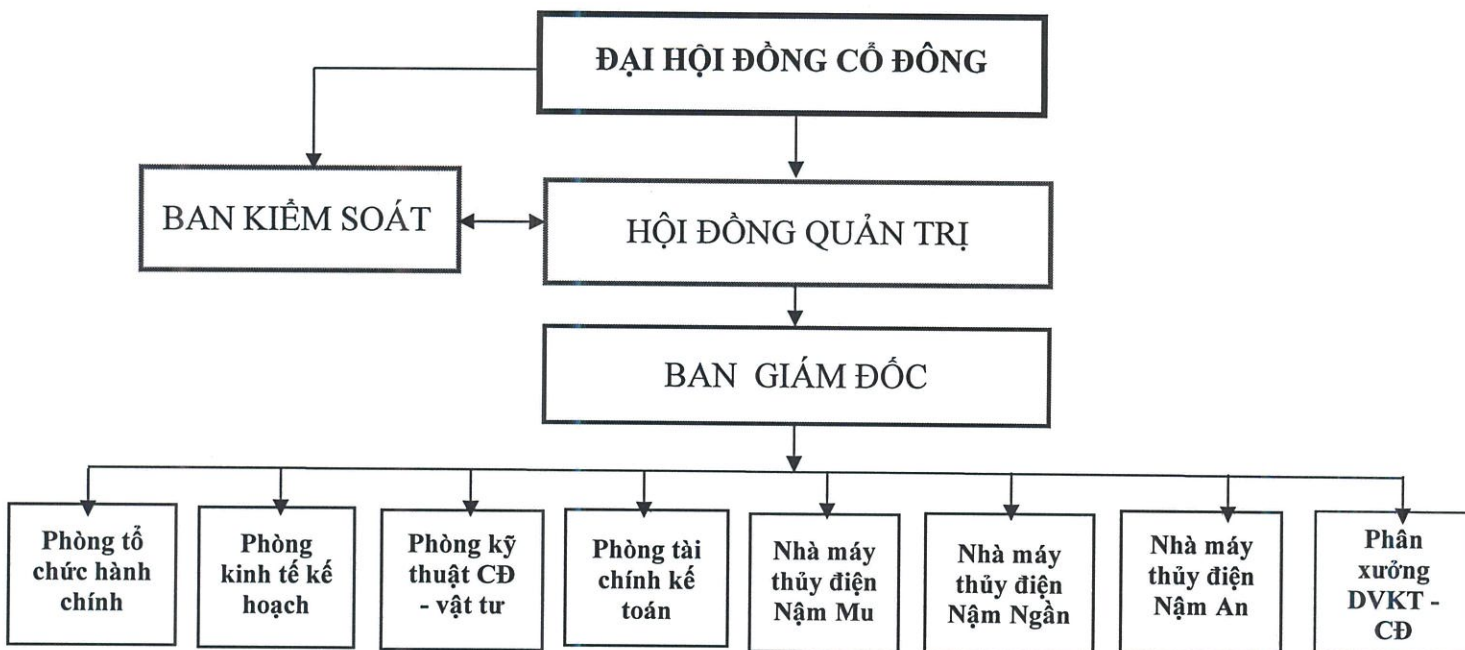 ĐẠI HỘI ĐỒNG CỔ ĐÔNG
BAN KIỂM SOÁT
HỘI ĐỒNG QUẢN TRỊ
BAN GIÁM ĐỐC
Phòng tổ
chức hành
chính
Phòng
kinh tế kế
hoạch
Phòng kỹ
thuật CĐ
- vật tư
Phòng tài
chính kế
toán
Nhà máy
thủy điện
Nậm Mu
Nhà máy
thủy điện
Nậm Ngần
Nhà máy
thủy điện
Nậm An
Phân
xưởng
DVKT -
CĐ